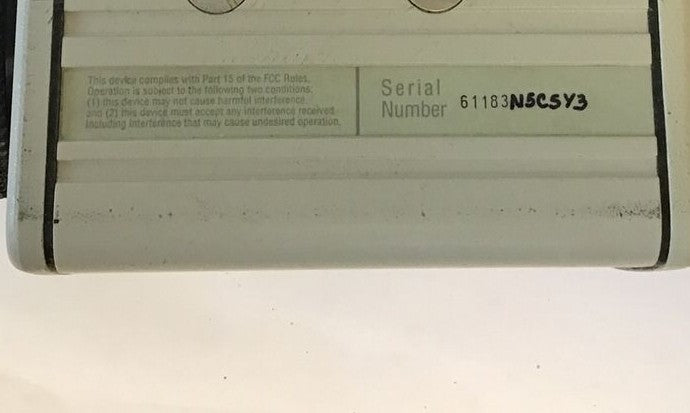 This device complies with Part 15 of the FCC Rules.
Operation is subject to the following two conditions:
(1) this device may not cause harmful interference,
and (2) this device must accept any interference received,
including interference that may cause undesired operation.
Serial
Number 61183N5CSY3